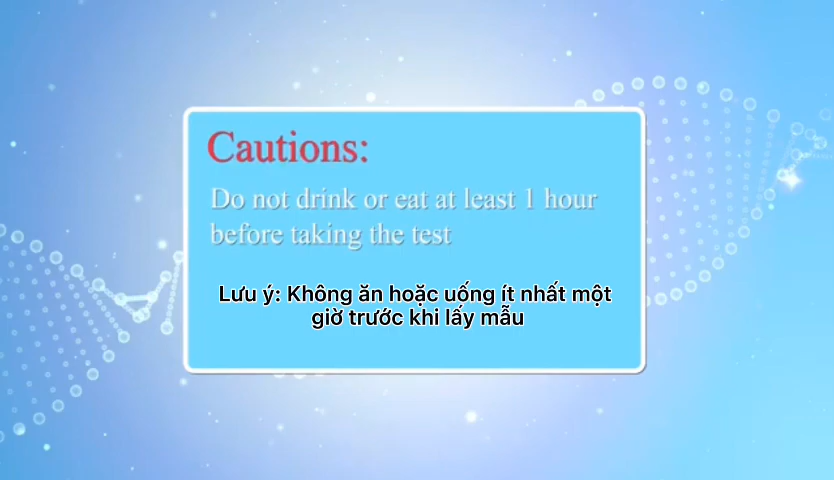 Cautions:
Do not drink or eat at least 1 hour
before taking the test
Lưu ý: Không ăn hoặc uống ít nhất một
giờ trước khi lấy mẫu